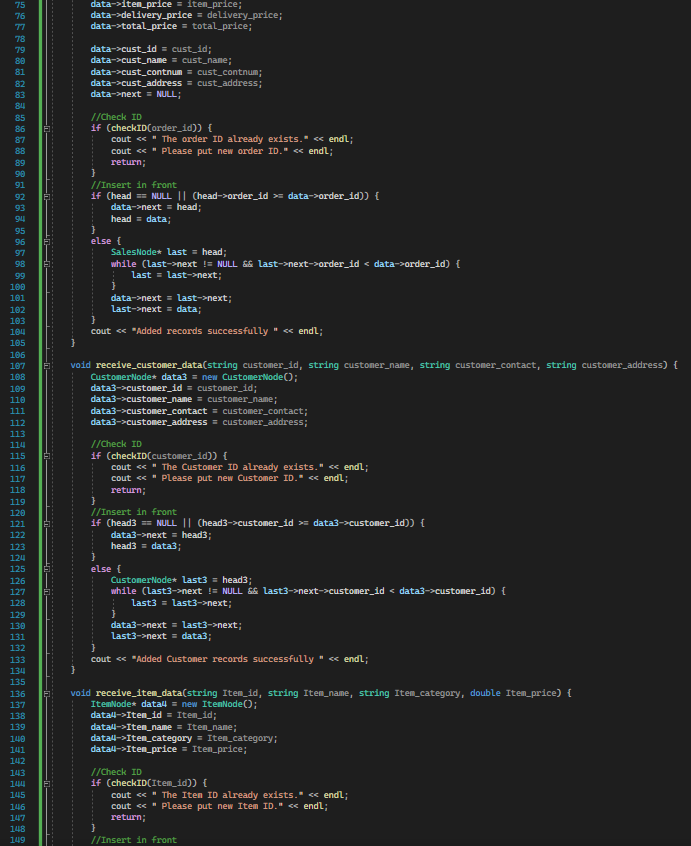 75 data->item_price = item_price;
76 data->delivery_price = delivery_price;
77 data->total_price = total_price;
78
79 data->cust_id = cust_id;
80 data->cust_name = cust_name;
81 data->cust_contnum = cust_contnum;
82 data->cust_address = cust_address;
83 data->next = NULL;
84
85 //Check ID
86 if (checkID(order_id)) {
87 cout << " The order ID already exists." << endl;
88 cout << " Please put new order ID." << endl;
89 return;
90 }
91 //Insert in front
92 if (head == NULL || (head->order_id >= data->order_id)) {
93 data->next = head;
94 head = data;
95 }
96 else {
97 SalesNode* last = head;
98 while (last->next != NULL && last->next->order_id < data->order_id) {
99 last = last->next;
100 }
101 data->next = last->next;
102 last->next = data;
103 }
104 cout << "Added records successfully " << endl;
105 }
106
107 void receive_customer_data(string customer_id, string customer_name, string customer_contact, string customer_address) {
108 CustomerNode* data3 = new CustomerNode();
109 data3->customer_id = customer_id;
110 data3->customer_name = customer_name;
111 data3->customer_contact = customer_contact;
112 data3->customer_address = customer_address;
113
114 //Check ID
115 if (checkID(customer_id)) {
116 cout << " The Customer ID already exists." << endl;
117 cout << " Please put new Customer ID." << endl;
118 return;
119 }
120 //Insert in front
121 if (head3 == NULL || (head3->customer_id >= data3->customer_id)) {
122 data3->next = head3;
123 head3 = data3;
124 }
125 else {
126 CustomerNode* last3 = head3;
127 while (last3->next != NULL && last3->next->customer_id < data3->customer_id) {
128 last3 = last3->next;
129 }
130 data3->next = last3->next;
131 last3->next = data3;
132 }
133 cout << "Added Customer records successfully " << endl;
134 }
135
136 void receive_item_data(string Item_id, string Item_name, string Item_category, double Item_price) {
137 ItemNode* data4 = new ItemNode();
138 data4->Item_id = Item_id;
139 data4->Item_name = Item_name;
140 data4->Item_category = Item_category;
141 data4->Item_price = Item_price;
142
143 //Check ID
144 if (checkID(Item_id)) {
145 cout << " The Item ID already exists." << endl;
146 cout << " Please put new Item ID." << endl;
147 return;
148 }
149 //Insert in front